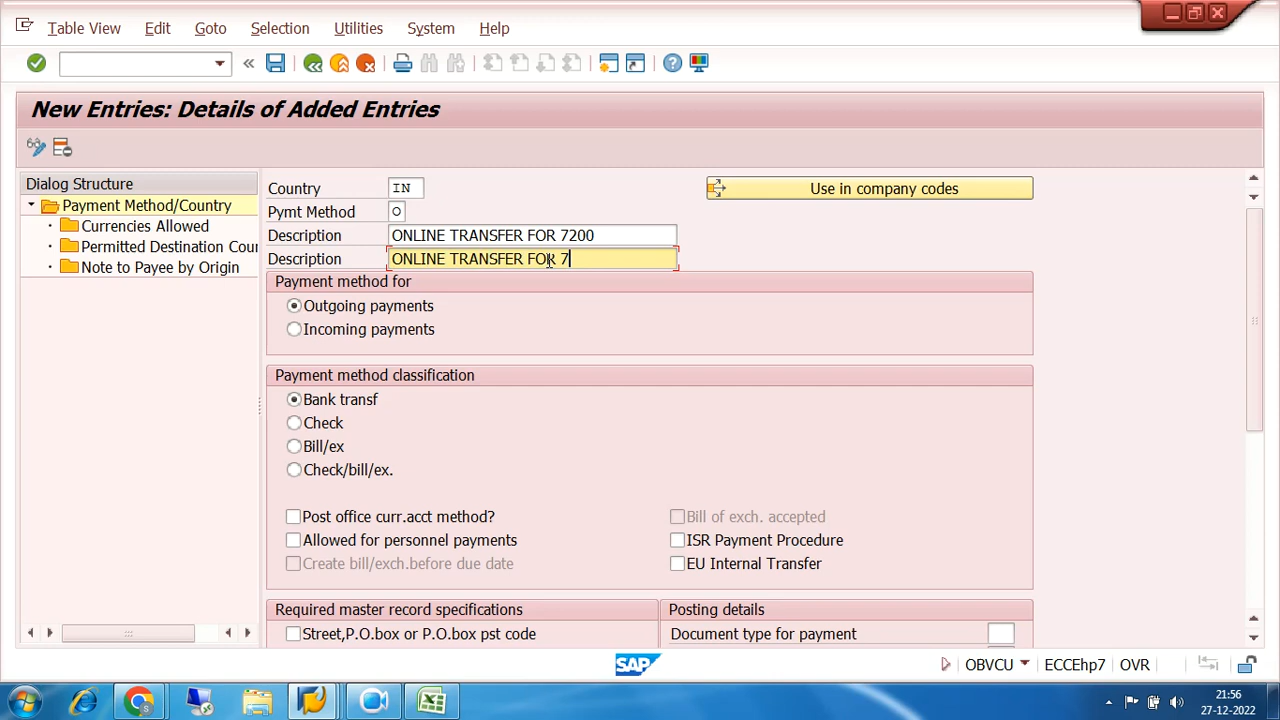 Table View Edit Goto Selection Utilities System Help
New Entries: Details of Added Entries
Dialog Structure
Payment Method/Country
Currencies Allowed
Permitted Destination Cour
Note to Payee by Origin
Country IN Use in company codes
Pymt Method O
Description ONLINE TRANSFER FOR 7200
Description ONLINE TRANSFER FOR 7
Payment method for
Outgoing payments
Incoming payments
Payment method classification
Bank transf
Check
Bill/ex
Check/bill/ex.
Post office curr.acct method? Bill of exch. accepted
Allowed for personnel payments ISR Payment Procedure
Create bill/exch.before due date EU Internal Transfer
Required master record specifications Posting details
Street,P.O.box or P.O.box pst code Document type for payment
SAP OBVCU ECCEhp7 OVR
21:56
27-12-2022